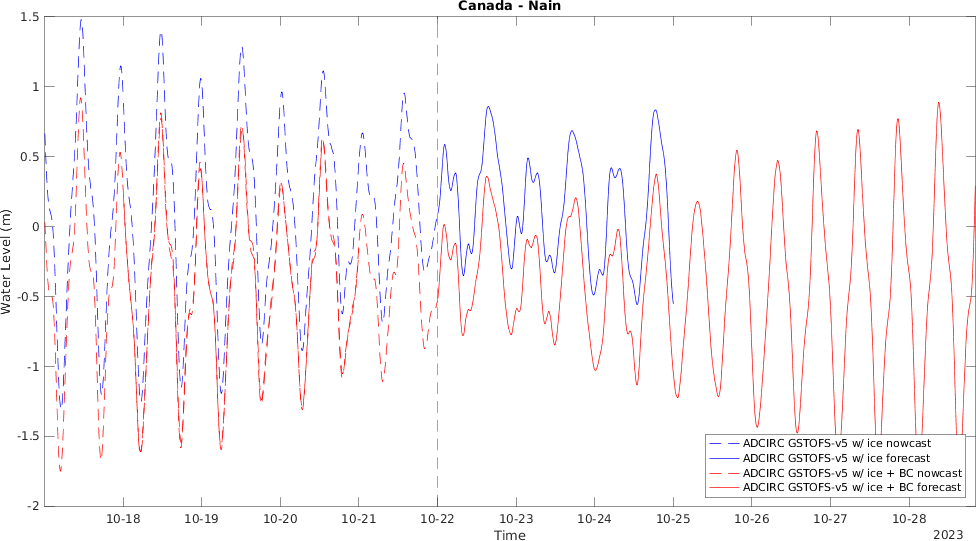 Canada - Nain
1.5
1
0.5
0
-0.5
-1
-1.5
-2
Water Level (m)
10-18
10-19
10-20
10-21
10-22
10-23
10-24
10-25
10-26
10-27
10-28
Time
2023
ADCIRC GSTOFS-v5 w/ ice nowcast
ADCIRC GSTOFS-v5 w/ ice forecast
ADCIRC GSTOFS-v5 w/ ice + BC nowcast
ADCIRC GSTOFS-v5 w/ ice + BC forecast